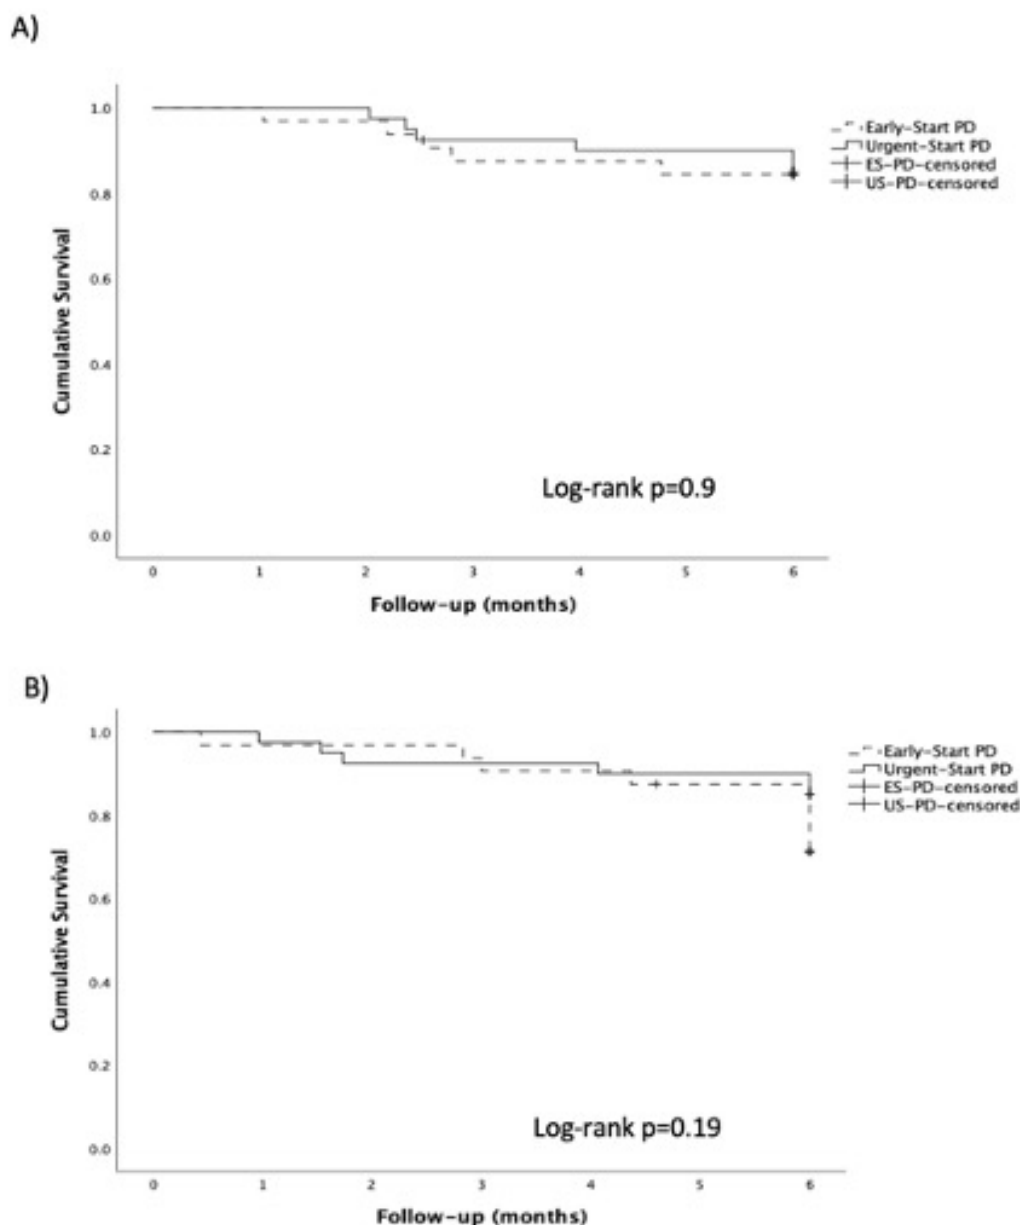 A)
1.0
0.8
0.6
0.4
0.2
0.0
Cumulative Survival
Early-Start PD
Urgent-Start PD
ES-PD-censored
US-PD-censored
Log-rank p=0.9
0 1 2 3 4 5 6
Follow-up (months)
B)
1.0
0.8
0.6
0.4
0.2
0.0
Cumulative Survival
Early-Start PD
Urgent-Start PD
ES-PD-censored
US-PD-censored
Log-rank p=0.19
0 1 2 3 4 5 6
Follow-up (months)